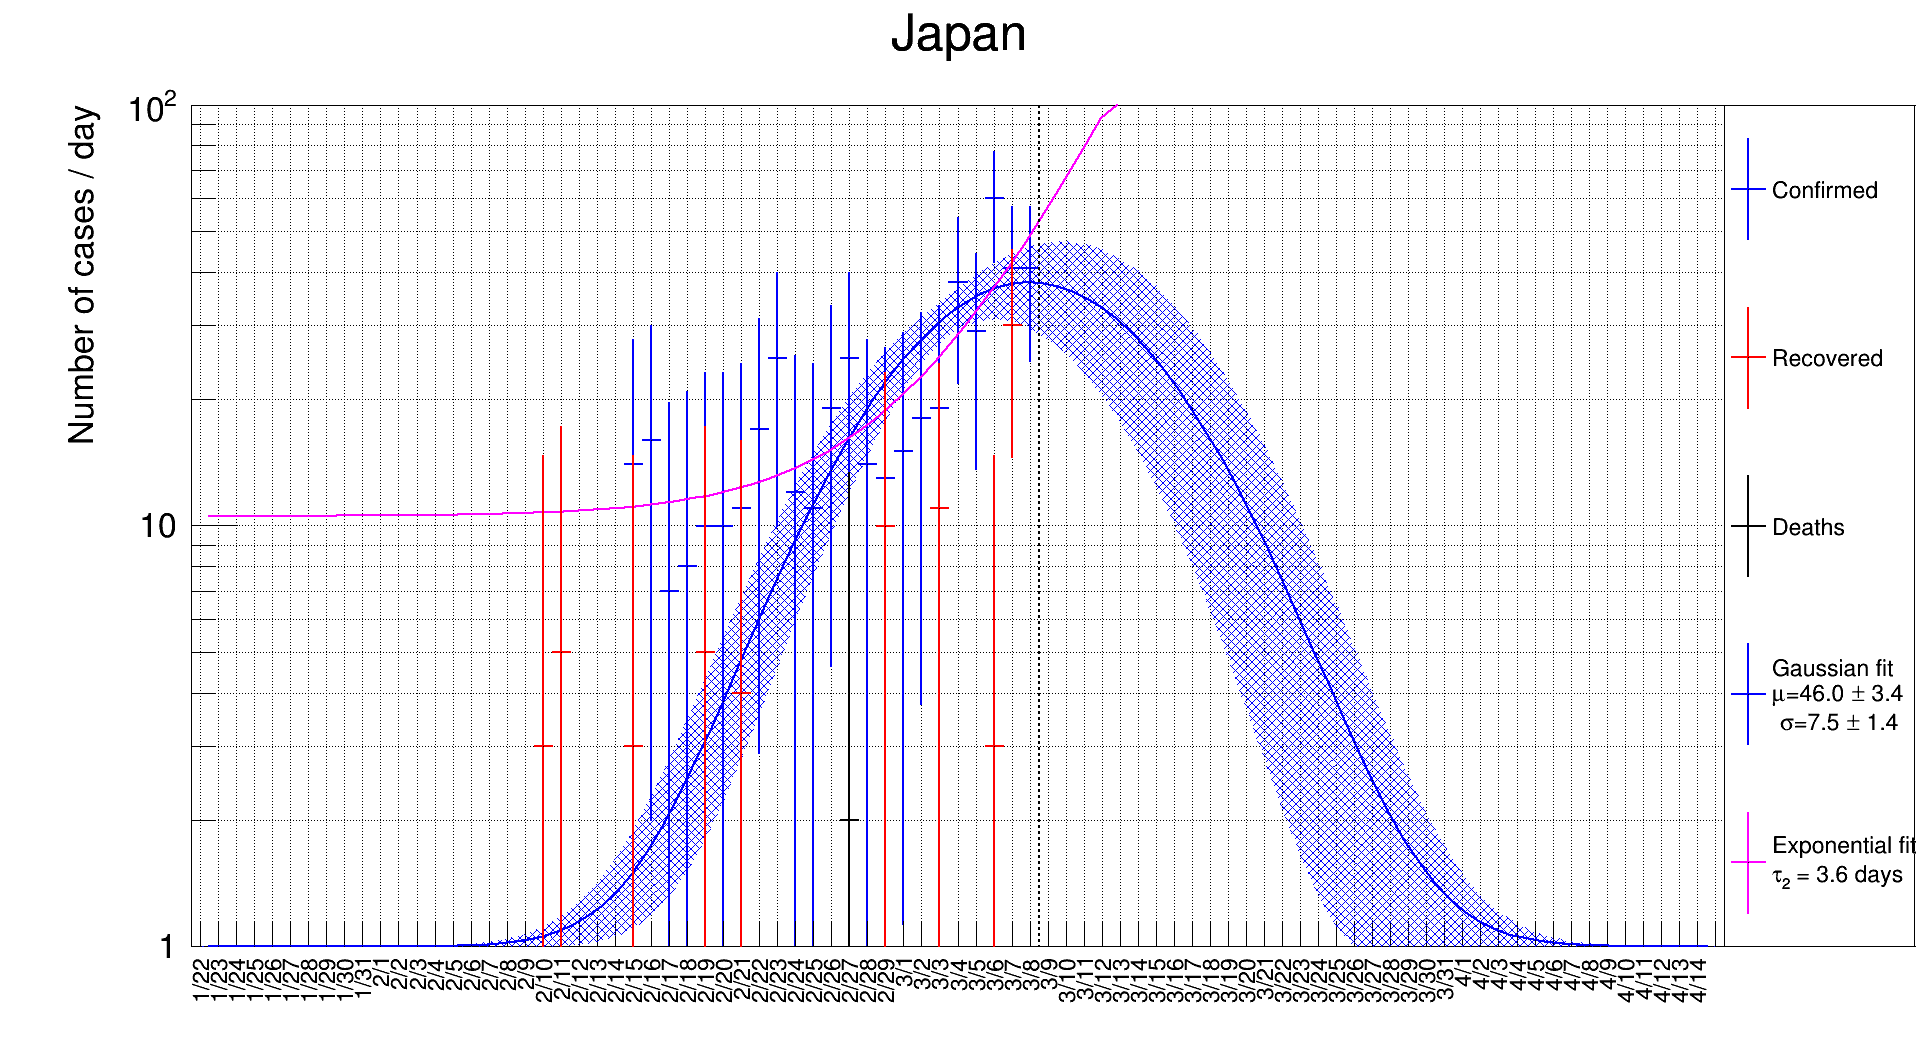 Japan
Number of cases / day
10²
10
1
1/22 1/23 1/24 1/25 1/26 1/27 1/28 1/29 1/30 1/31 2/1 2/2 2/3 2/4 2/5 2/6 2/7 2/8 2/9 2/10 2/11 2/12 2/13 2/14 2/15 2/16 2/17 2/18 2/19 2/20 2/21 2/22 2/23 2/24 2/25 2/26 2/27 2/28 2/29 3/1 3/2 3/3 3/4 3/5 3/6 3/7 3/8 3/9 3/10 3/11 3/12 3/13 3/14 3/15 3/16 3/17 3/18 3/19 3/20 3/21 3/22 3/23 3/24 3/25 3/26 3/27 3/28 3/29 3/30 3/31 4/1 4/2 4/3 4/4 4/5 4/6 4/7 4/8 4/9 4/10 4/11 4/12 4/13 4/14
Confirmed
Recovered
Deaths
Gaussian fit
μ=46.0 ± 3.4
σ=7.5 ± 1.4
Exponential fit
τ₂ = 3.6 days